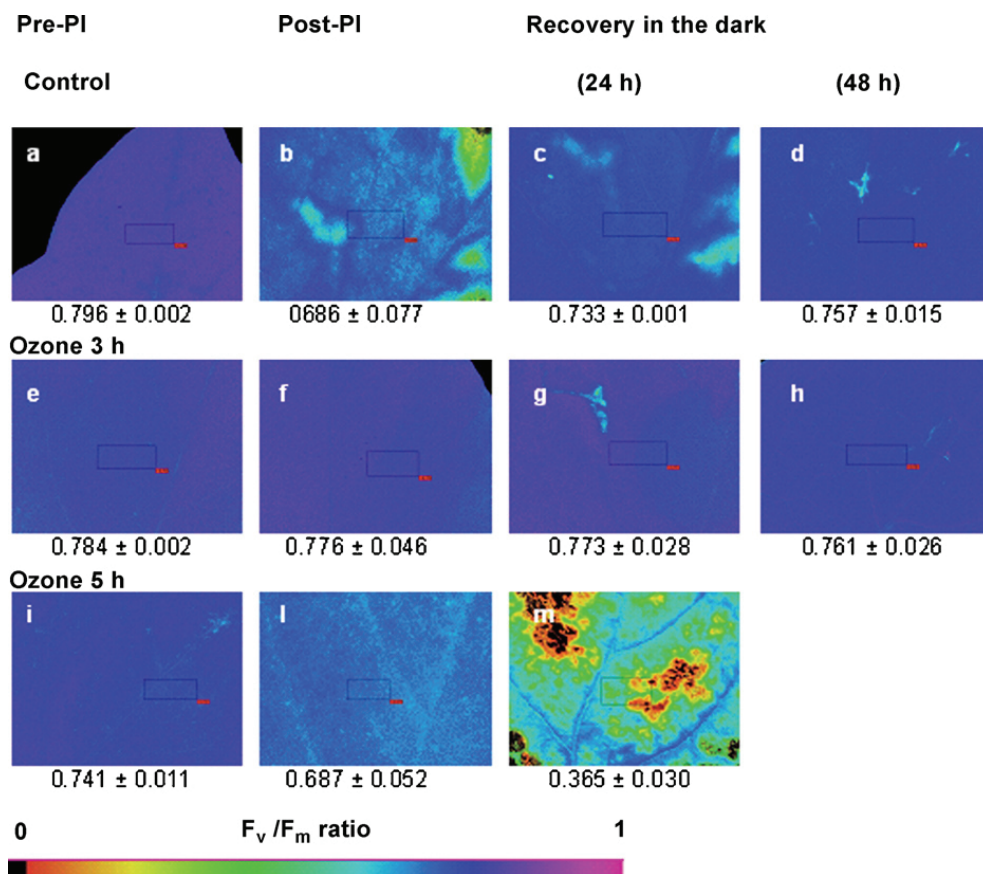 Pre-PI Post-PI Recovery in the dark
Control (24 h) (48 h)
a b c d
0.796 ± 0.002 0686 ± 0.077 0.733 ± 0.001 0.757 ± 0.015
Ozone 3 h
e f g h
0.784 ± 0.002 0.776 ± 0.046 0.773 ± 0.028 0.761 ± 0.026
Ozone 5 h
i l m
0.741 ± 0.011 0.687 ± 0.052 0.365 ± 0.030
0 Fv /Fm ratio 1